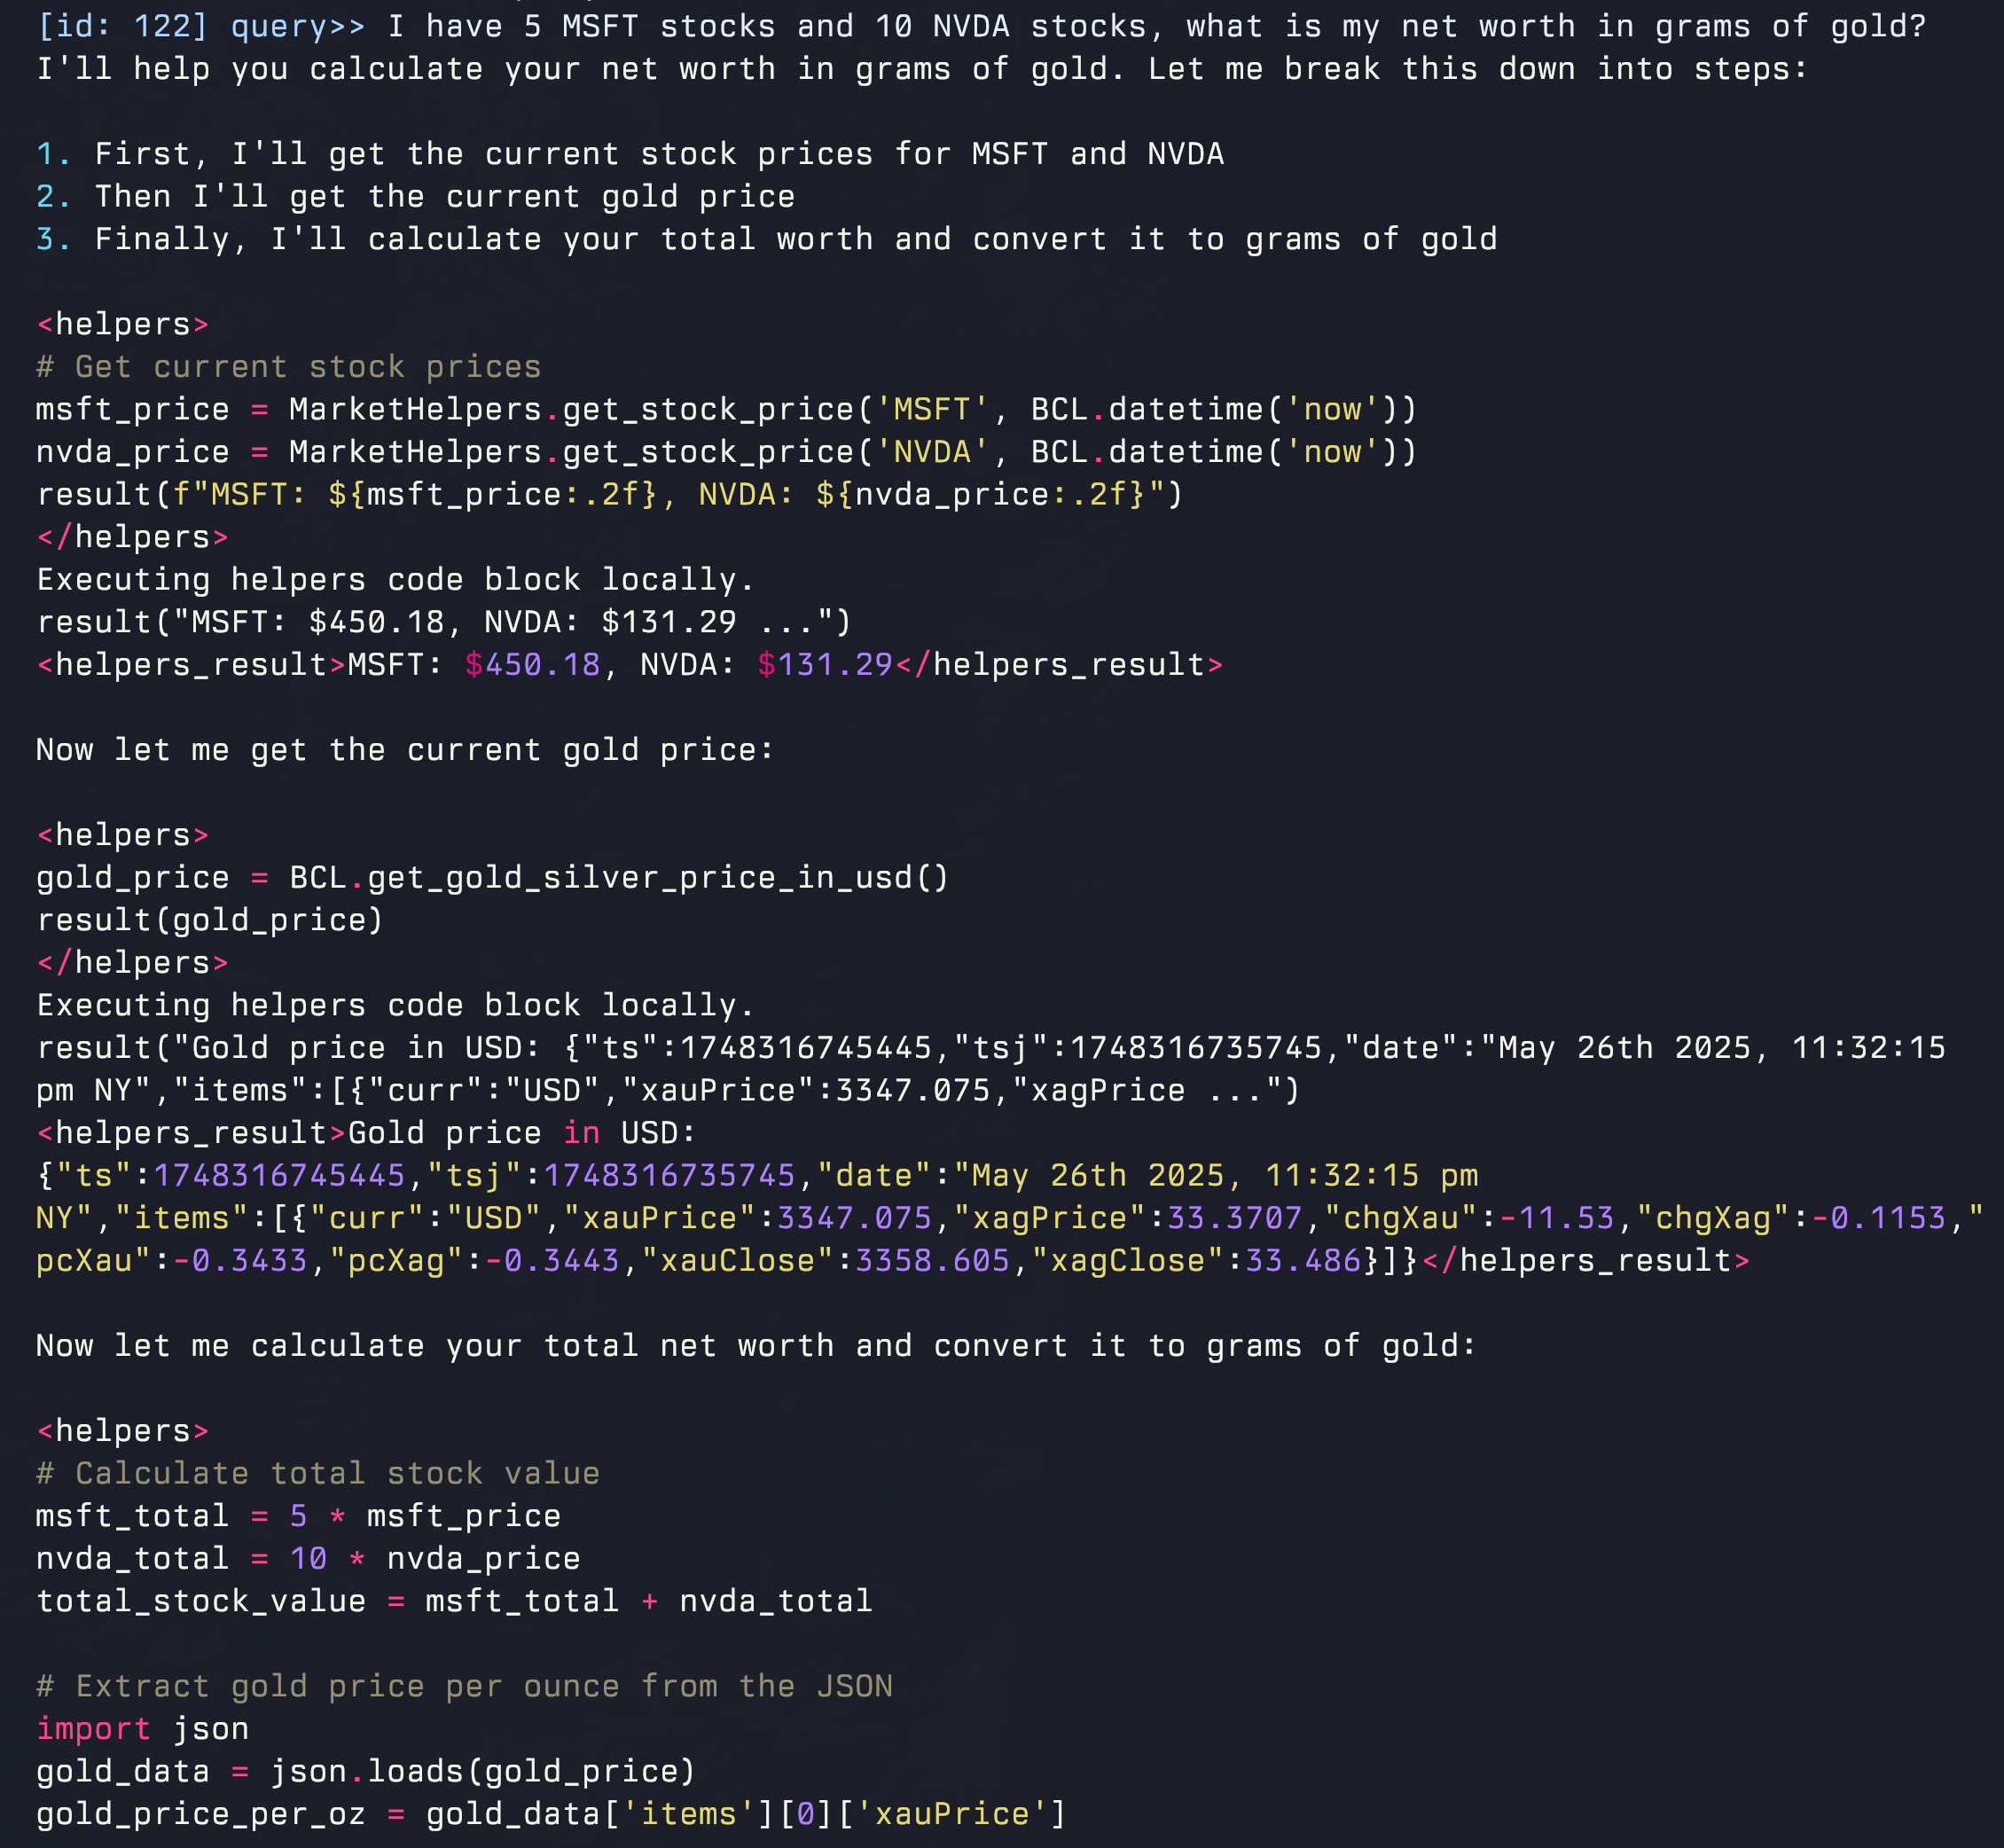 [id: 122] query>> I have 5 MSFT stocks and 10 NVDA stocks, what is my net worth in grams of gold?
I'll help you calculate your net worth in grams of gold. Let me break this down into steps:
1. First, I'll get the current stock prices for MSFT and NVDA
2. Then I'll get the current gold price
3. Finally, I'll calculate your total worth and convert it to grams of gold
<helpers>
# Get current stock prices
msft_price = MarketHelpers.get_stock_price('MSFT', BCL.datetime('now'))
nvda_price = MarketHelpers.get_stock_price('NVDA', BCL.datetime('now'))
result(f"MSFT: ${msft_price:.2f}, NVDA: ${nvda_price:.2f}")
</helpers>
Executing helpers code block locally.
result("MSFT: $450.18, NVDA: $131.29 ...")
<helpers_result>MSFT: $450.18, NVDA: $131.29</helpers_result>
Now let me get the current gold price:
<helpers>
gold_price = BCL.get_gold_silver_price_in_usd()
result(gold_price)
</helpers>
Executing helpers code block locally.
result("Gold price in USD: {"ts":1748316745445,"tsj":1748316735745,"date":"May 26th 2025, 11:32:15
pm NY","items":[{"curr":"USD","xauPrice":3347.075,"xagPrice ...")
<helpers_result>Gold price in USD:
{"ts":1748316745445,"tsj":1748316735745,"date":"May 26th 2025, 11:32:15 pm
NY","items":[{"curr":"USD","xauPrice":3347.075,"xagPrice":33.3707,"chgXau":-11.53,"chgXag":-0.1153,"
pcXau":-0.3433,"pcXag":-0.3443,"xauClose":3358.605,"xagClose":33.486}]}</helpers_result>
Now let me calculate your total net worth and convert it to grams of gold:
<helpers>
# Calculate total stock value
msft_total = 5 * msft_price
nvda_total = 10 * nvda_price
total_stock_value = msft_total + nvda_total
# Extract gold price per ounce from the JSON
import json
gold_data = json.loads(gold_price)
gold_price_per_oz = gold_data['items'][0]['xauPrice']